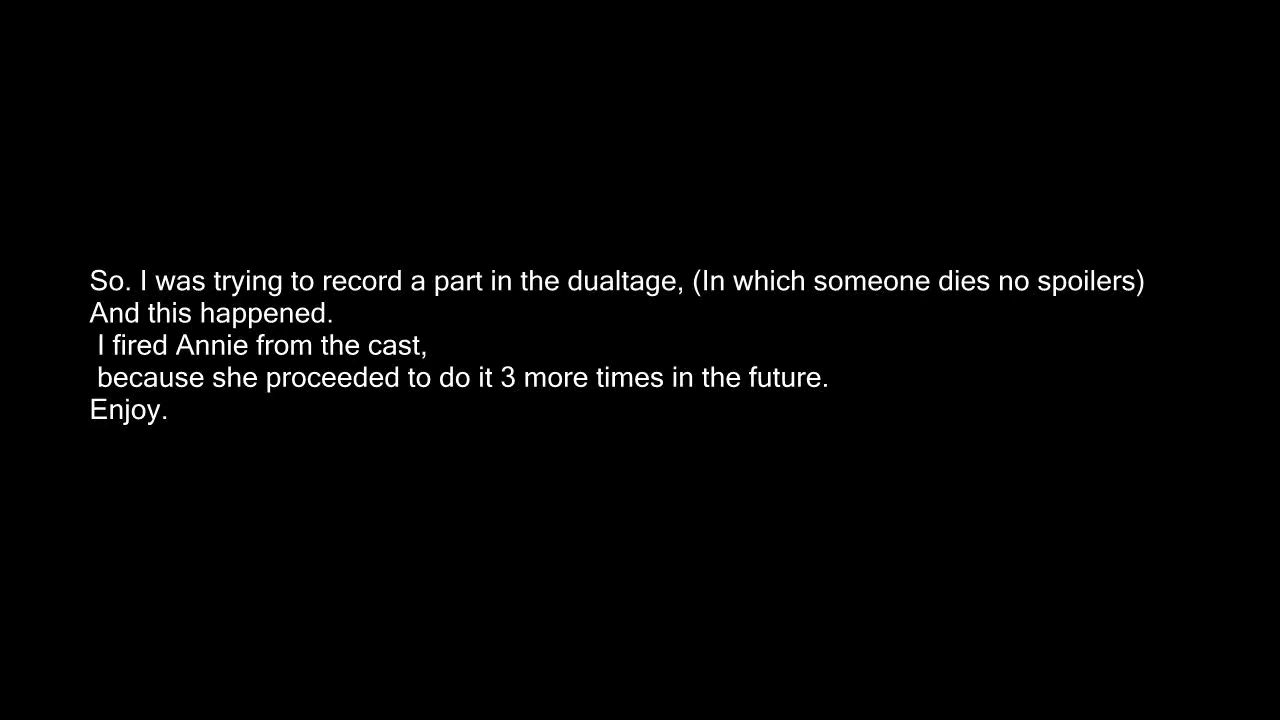 So. I was trying to record a part in the dualtage, (In which someone dies no spoilers)
And this happened.
I fired Annie from the cast,
because she proceeded to do it 3 more times in the future.
Enjoy.